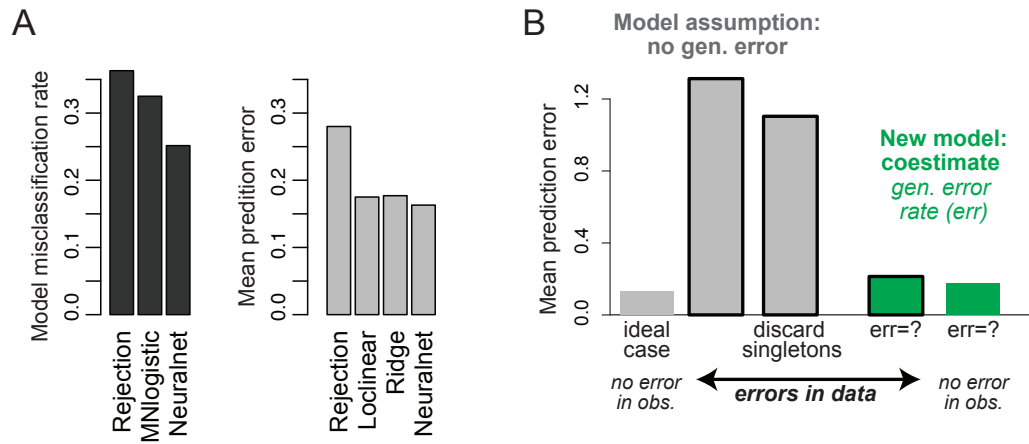 A
Model misclassification rate
0.0
0.1
0.2
0.3
Rejection
MNlogistic
Neuralnet
Mean predition error
0.0
0.1
0.2
0.3
Rejection
Loclinear
Ridge
Neuralnet
B
Model assumption:
no gen. error
Mean prediction error
0.0
0.4
0.8
1.2
New model:
coestimate
gen. error
rate (err)
ideal
case
discard
singletons
err=?
err=?
no error
in obs.
errors in data
no error
in obs.